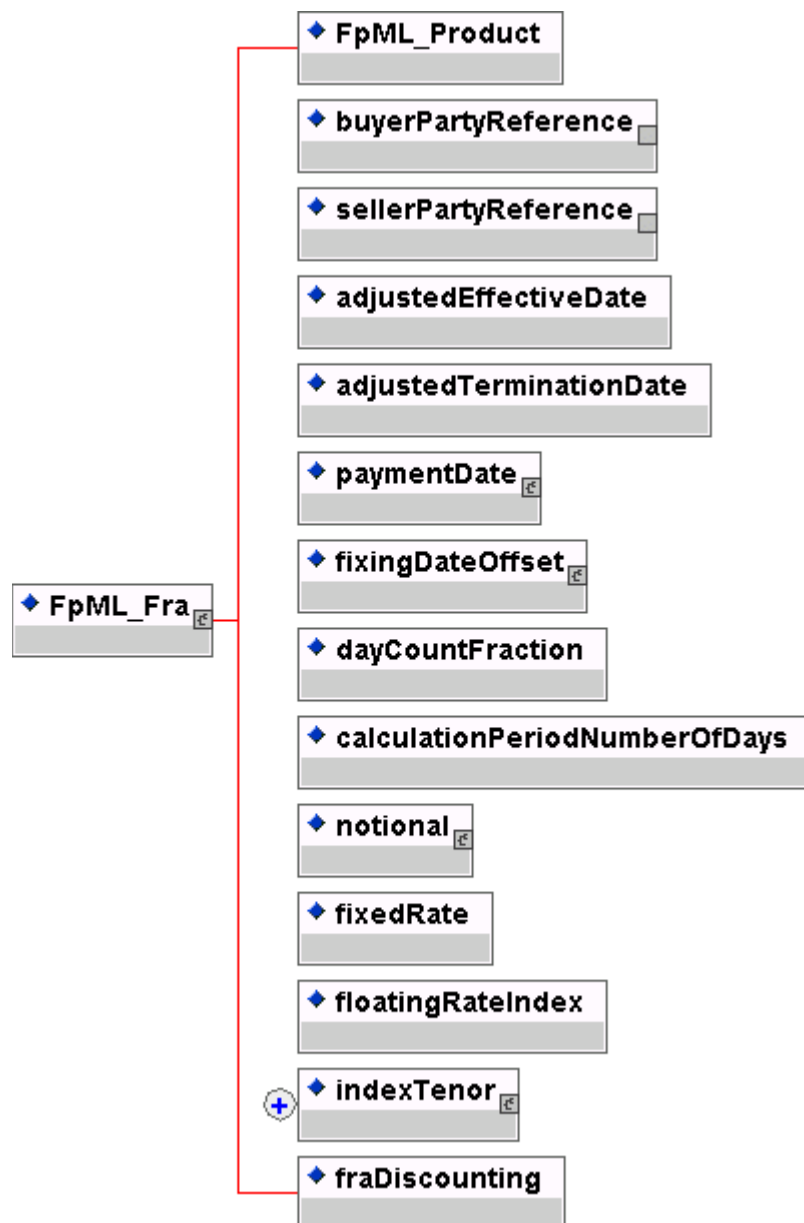 FpML_Product
buyerPartyReference
sellerPartyReference
adjustedEffectiveDate
adjustedTerminationDate
paymentDate
fixingDateOffset
FpML_Fra
dayCountFraction
calculationPeriodNumberOfDays
notional
fixedRate
floatingRateIndex
indexTenor
fraDiscounting